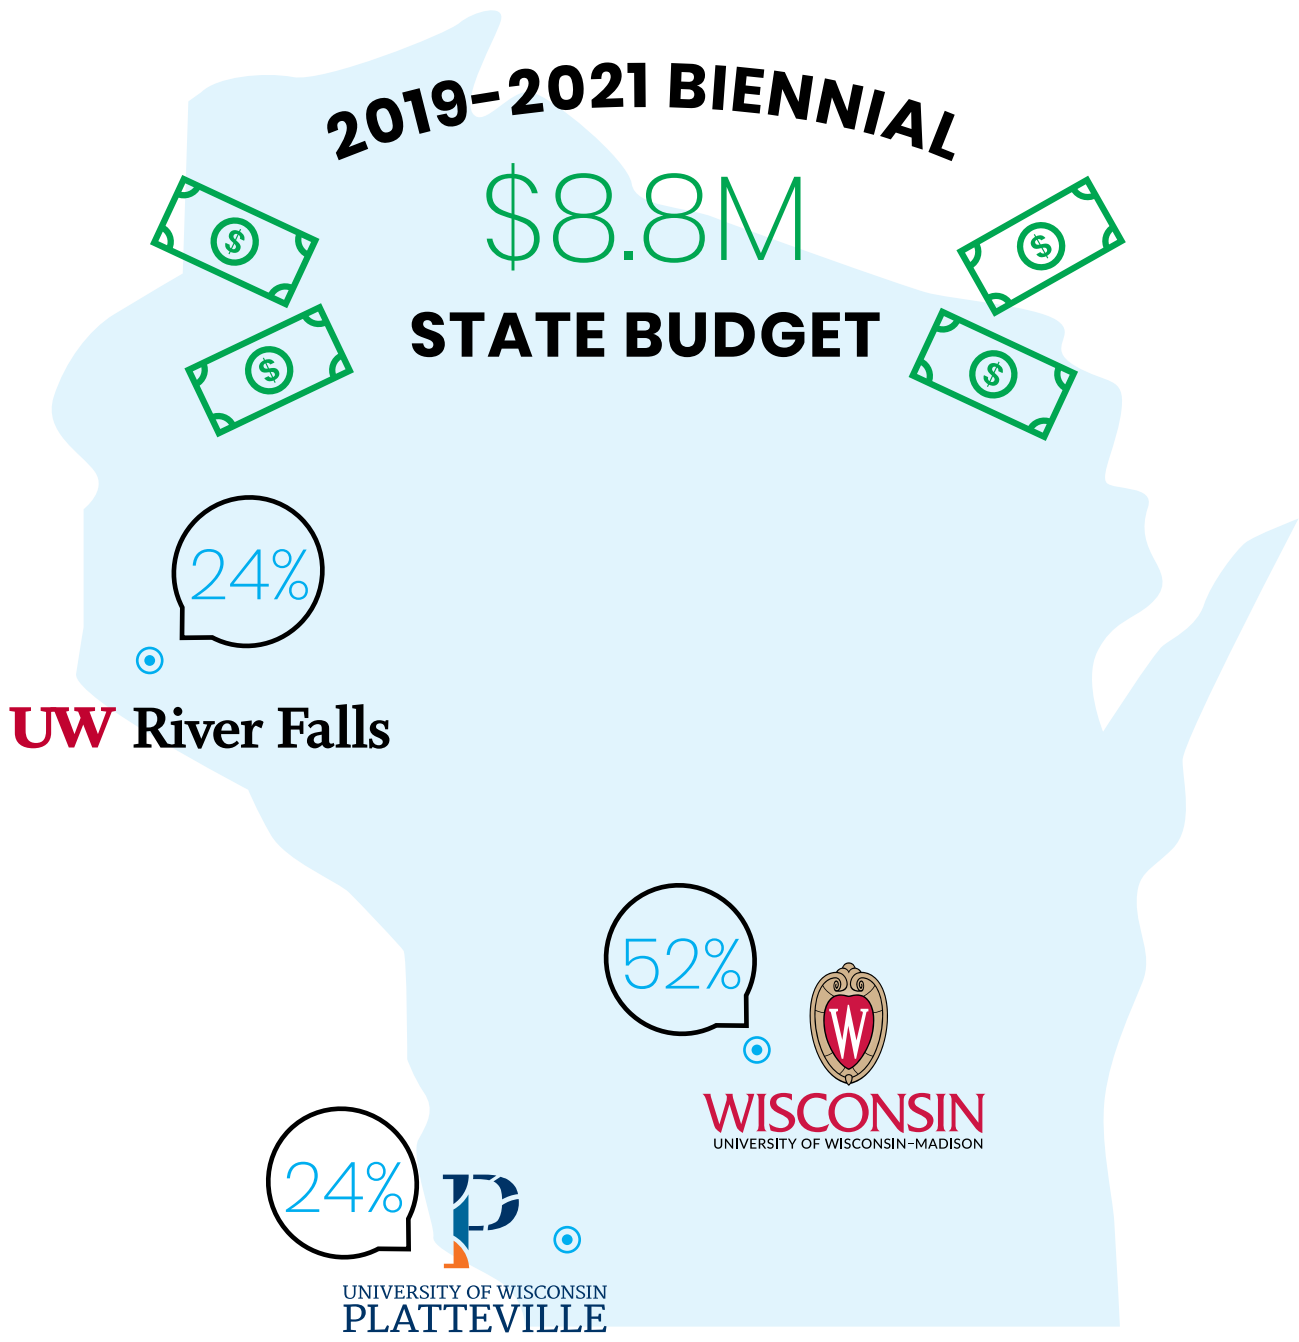 2019–2021 BIENNIAL
$8.8M
STATE BUDGET
$
$
$
$
24%
UW River Falls
52%
W
WISCONSIN
UNIVERSITY OF WISCONSIN–MADISON
24%
P
UNIVERSITY OF WISCONSIN
PLATTEVILLE